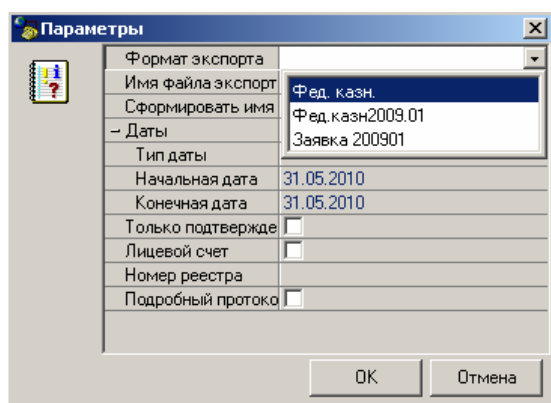 Параметры
Формат экспорта
Имя файла экспорт
Фед. казн.
Сформировать имя
Фед.казн2009.01
– Даты
Заявка 200901
Тип даты
Начальная дата 31.05.2010
Конечная дата 31.05.2010
Только подтвержде
Лицевой счет
Номер реестра
Подробный протоко
OK Отмена